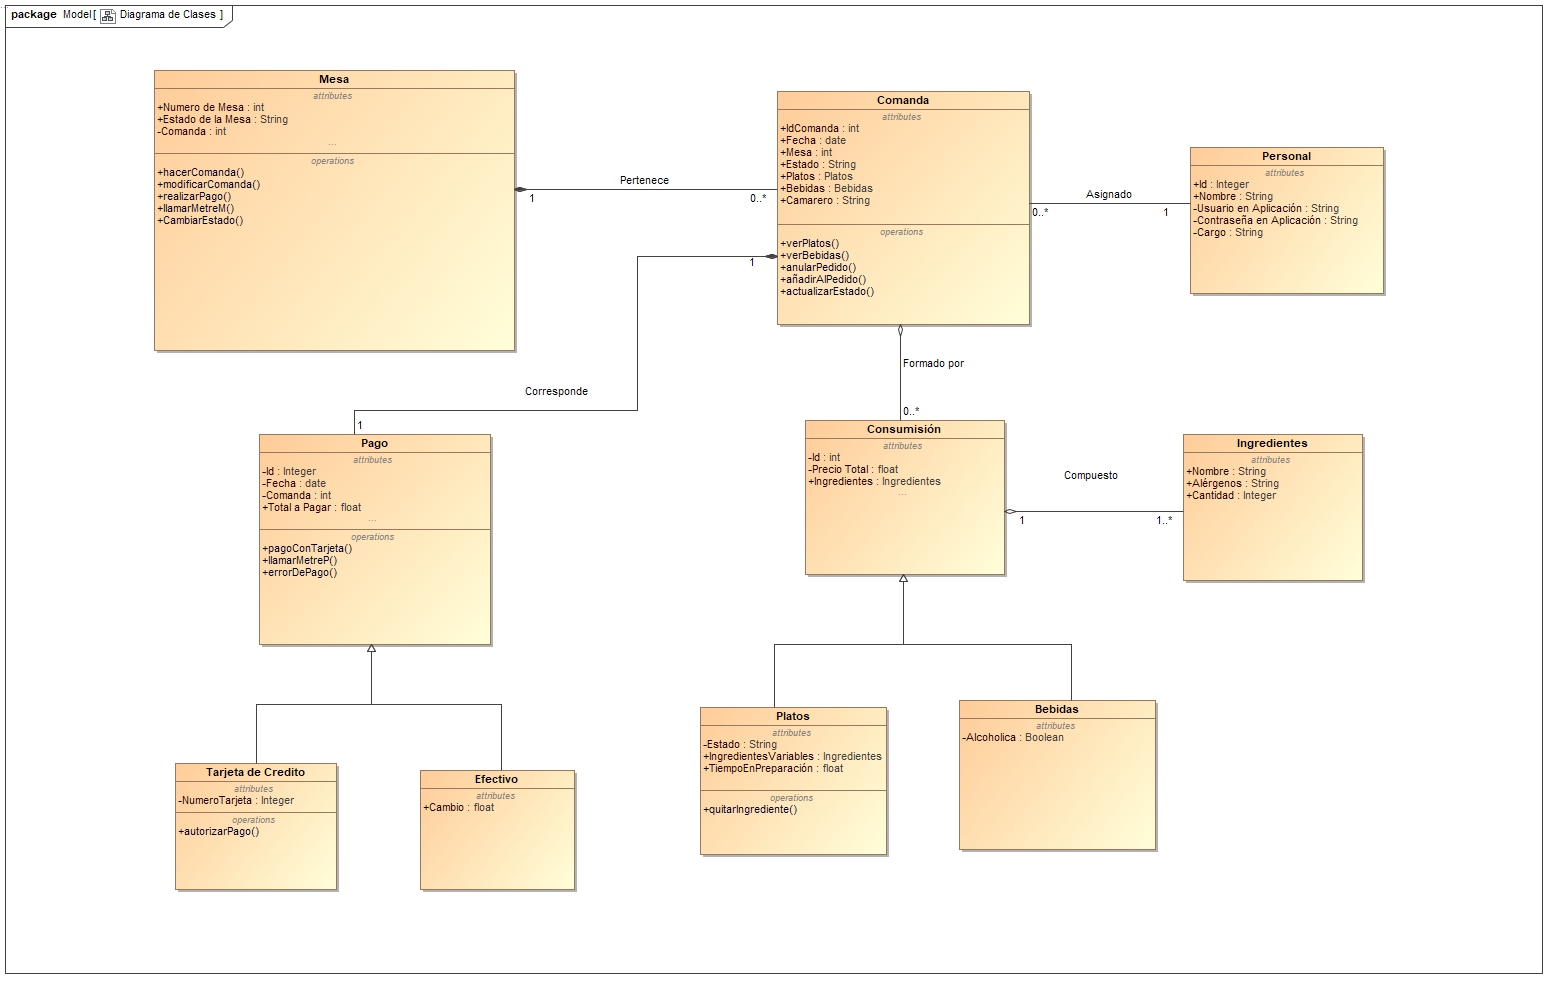 package Model[ Diagrama de Clases ]
Mesa
attributes
+Numero de Mesa : int
+Estado de la Mesa : String
-Comanda : int
...
operations
+hacerComanda()
+modificarComanda()
+realizarPago()
+llamarMetreM()
+CambiarEstado()
Pertenece
1
0..*
Comanda
attributes
+IdComanda : int
+Fecha : date
+Mesa : int
+Estado : String
+Platos : Platos
+Bebidas : Bebidas
+Camarero : String
operations
+verPlatos()
+verBebidas()
+anularPedido()
+añadirAlPedido()
+actualizarEstado()
Asignado
0..*
1
Personal
attributes
+Id : Integer
+Nombre : String
-Usuario en Aplicación : String
-Contraseña en Aplicación : String
-Cargo : String
1
Corresponde
1
Formado por
0..*
Pago
attributes
-Id : Integer
-Fecha : date
-Comanda : int
+Total a Pagar : float
...
operations
+pagoConTarjeta()
+llamarMetreP()
+errorDePago()
Consumisión
attributes
-Id : int
-Precio Total : float
+Ingredientes : Ingredientes
...
Compuesto
1
1..*
Ingredientes
attributes
+Nombre : String
+Alérgenos : String
+Cantidad : Integer
Tarjeta de Credito
attributes
-NumeroTarjeta : Integer
operations
+autorizarPago()
Efectivo
attributes
+Cambio : float
Platos
attributes
-Estado : String
+IngredientesVariables : Ingredientes
+TiempoEnPreparación : float
operations
+quitarIngrediente()
Bebidas
attributes
-Alcoholica : Boolean